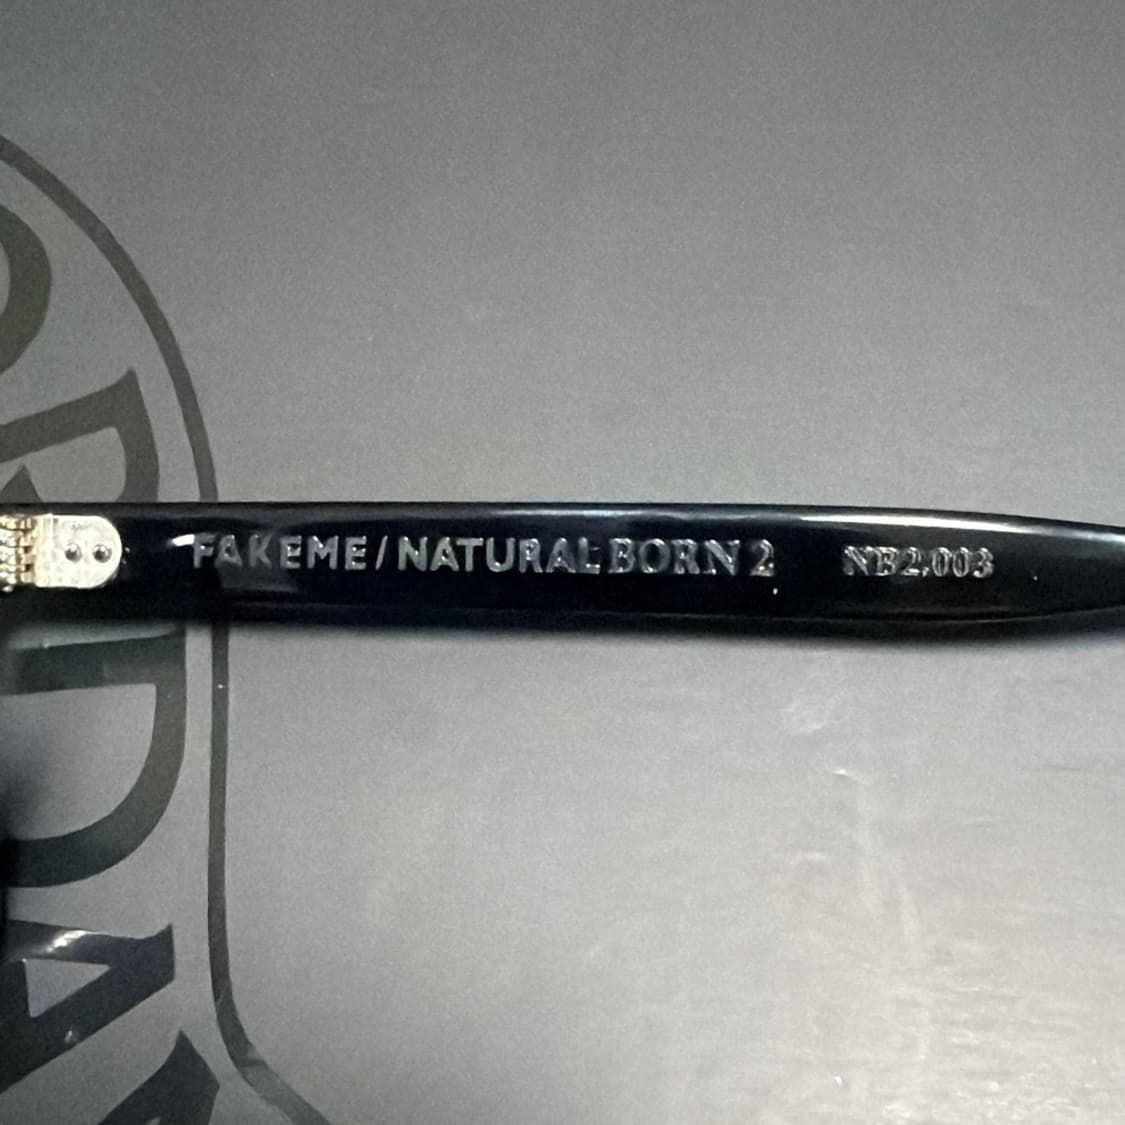 FAKEME / NATURAL BORN 2 NB2.003